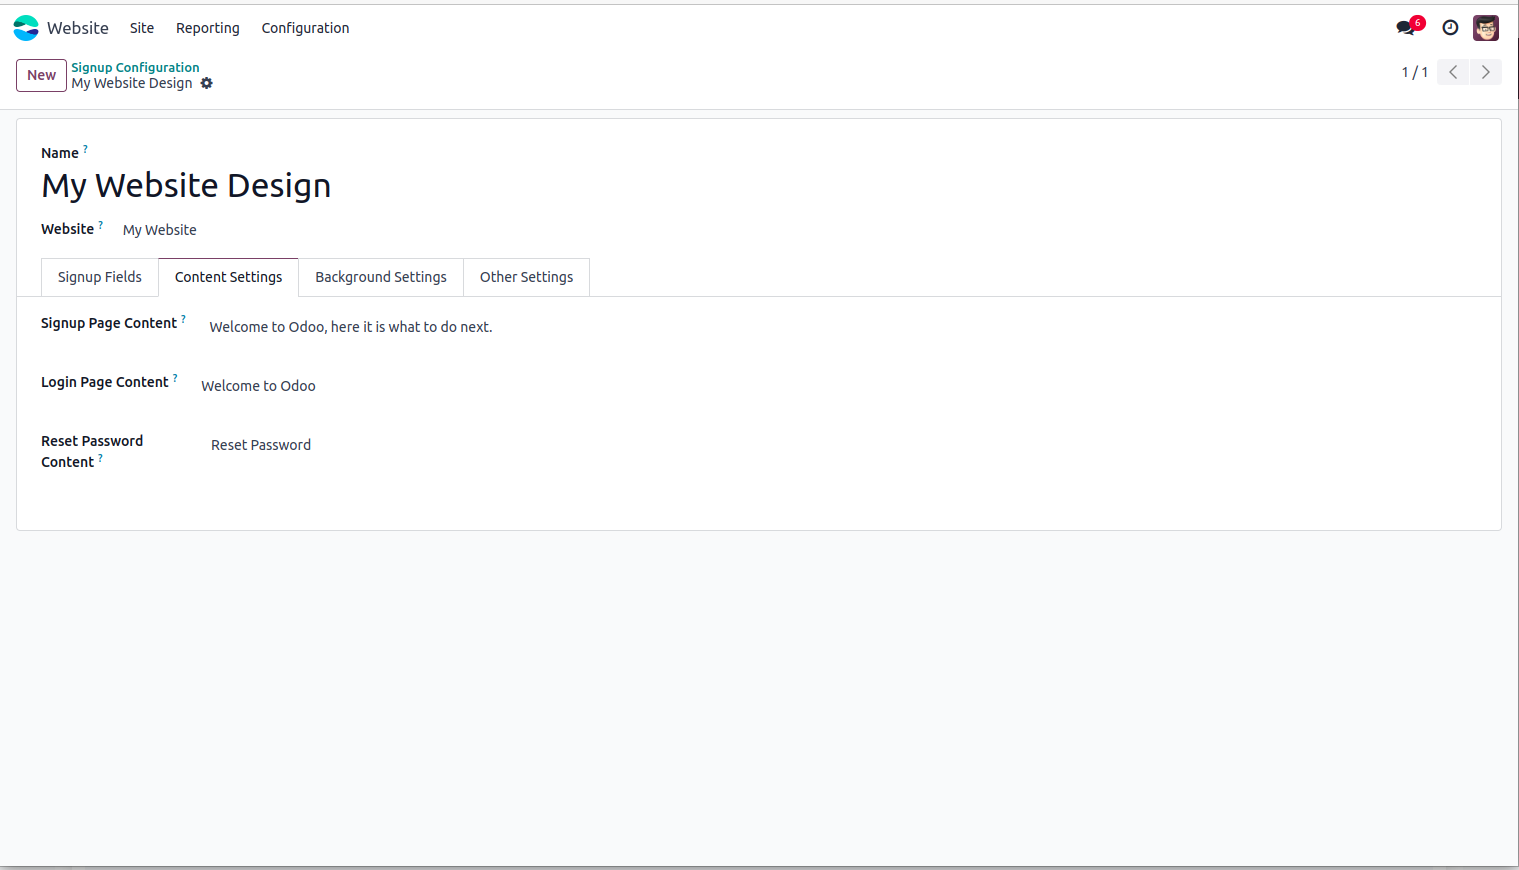 Website Site Reporting Configuration 6
New Signup Configuration
My Website Design
1 / 1
Name ?
My Website Design
Website ? My Website
Signup Fields Content Settings Background Settings Other Settings
Signup Page Content ? Welcome to Odoo, here it is what to do next.
Login Page Content ? Welcome to Odoo
Reset Password Reset Password
Content ?